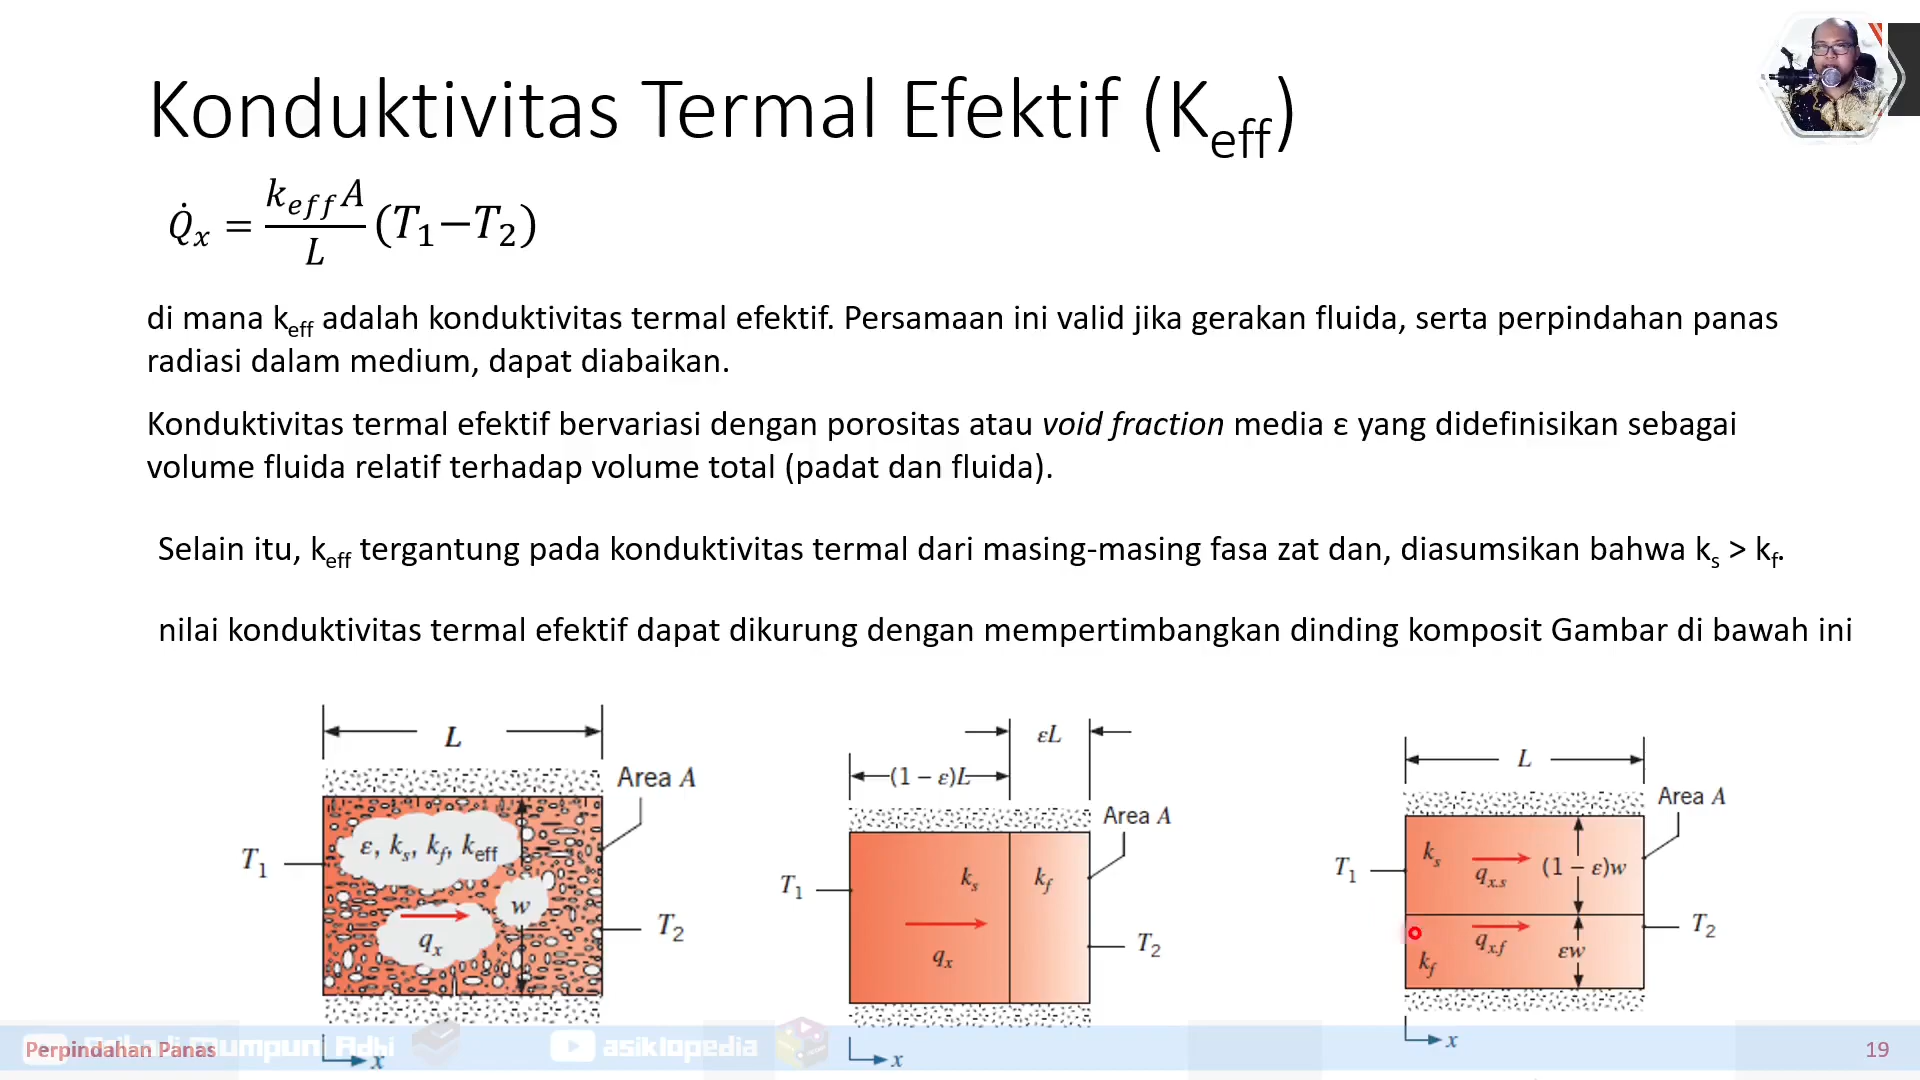 Konduktivitas Termal Efektif (K_eff)
Q̇_x = k_eff A / L (T_1−T_2)
di mana k_eff adalah konduktivitas termal efektif. Persamaan ini valid jika gerakan fluida, serta perpindahan panas
radiasi dalam medium, dapat diabaikan.
Konduktivitas termal efektif bervariasi dengan porositas atau void fraction media ε yang didefinisikan sebagai
volume fluida relatif terhadap volume total (padat dan fluida).
Selain itu, k_eff tergantung pada konduktivitas termal dari masing-masing fasa zat dan, diasumsikan bahwa k_s > k_f.
nilai konduktivitas termal efektif dapat dikurung dengan mempertimbangkan dinding komposit Gambar di bawah ini
L
Area A
ε, k_s, k_f, k_eff
T_1
w
T_2
q_x
x
εL
(1 – ε)L
Area A
k_s
k_f
T_1
T_2
q_x
x
L
Area A
k_s
q_x.s
(1 – ε)w
T_1
T_2
q_x.f
εw
k_f
x
Perpindahan Panas
Mumpuni Adhi
asiklopedia
19